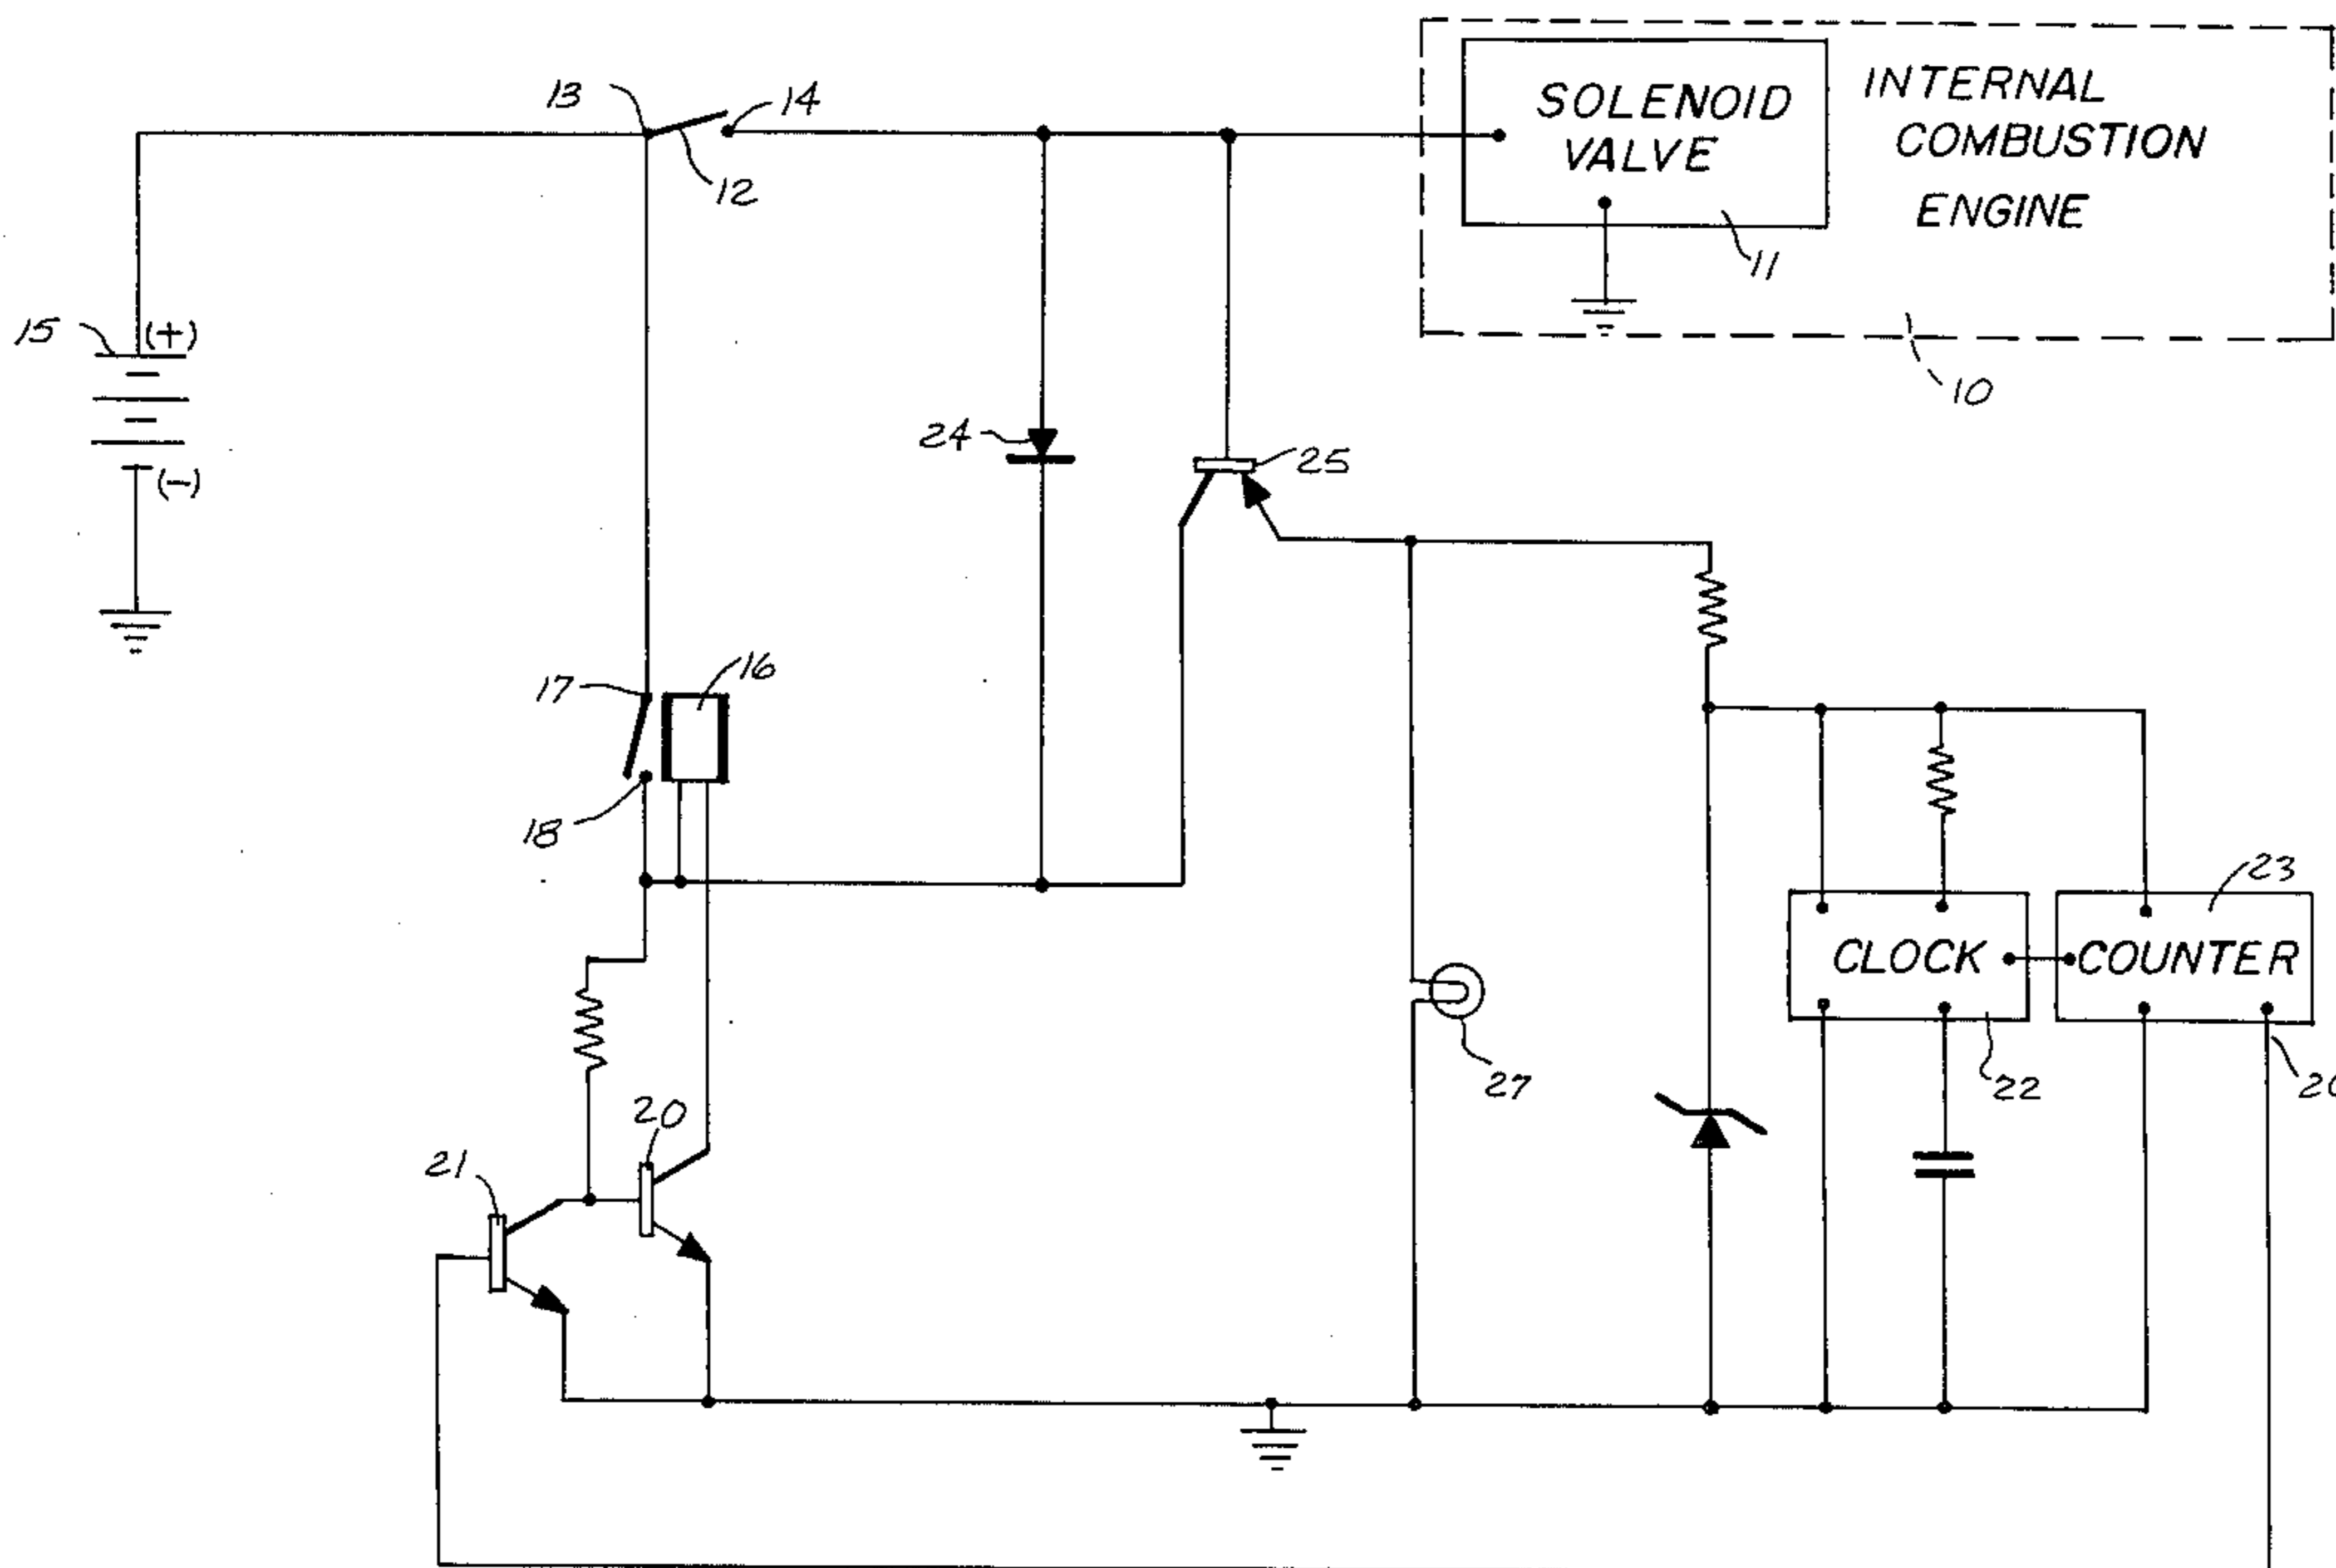 13
14
12
SOLENOID
VALVE
INTERNAL
COMBUSTION
ENGINE
11
10
15
(+)
(-)
24
25
17
16
18
23
CLOCK
COUNTER
27
22
21
20